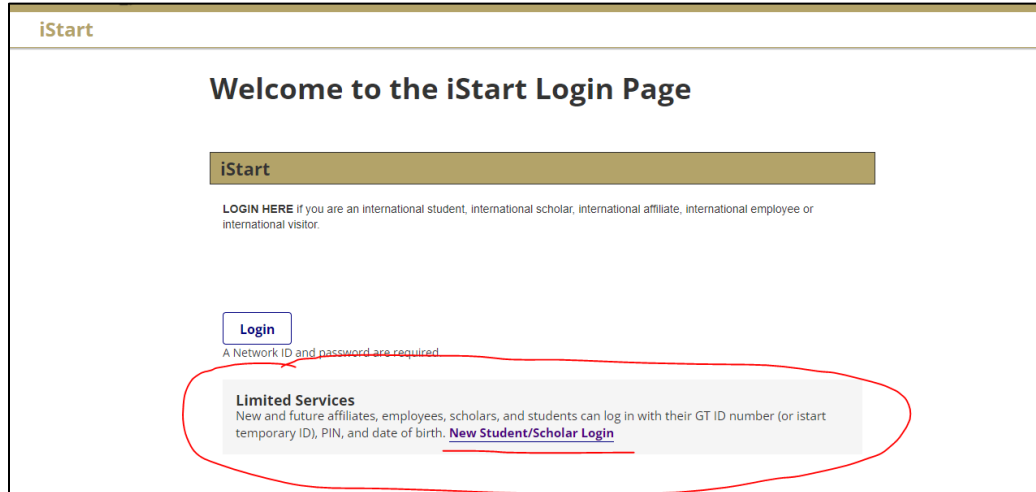 iStart
Welcome to the iStart Login Page
iStart
LOGIN HERE if you are an international student, international scholar, international affiliate, international employee or
international visitor.
Login
A Network ID and password are required
Limited Services
New and future affiliates, employees, scholars, and students can log in with their GT ID number (or istart
temporary ID), PIN, and date of birth. New Student/Scholar Login